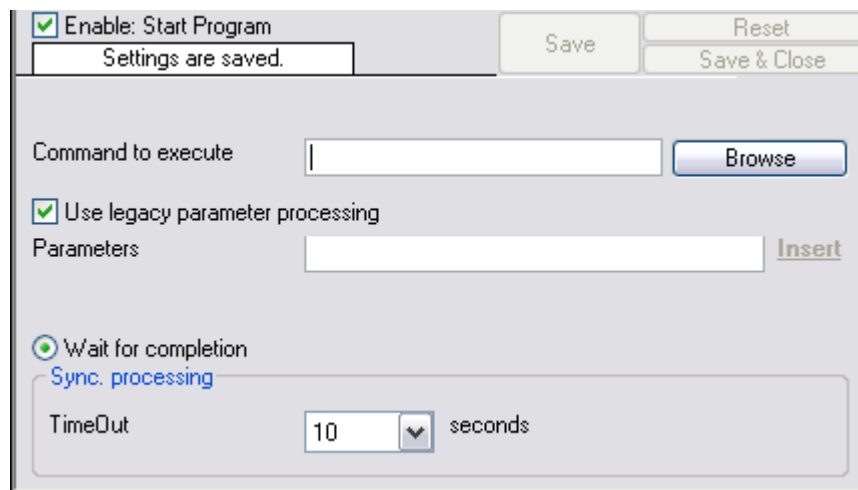 Enable: Start Program
Settings are saved.
Save
Reset
Save & Close
Command to execute
Browse
Use legacy parameter processing
Parameters
Insert
Wait for completion
Sync. processing
TimeOut
10
seconds